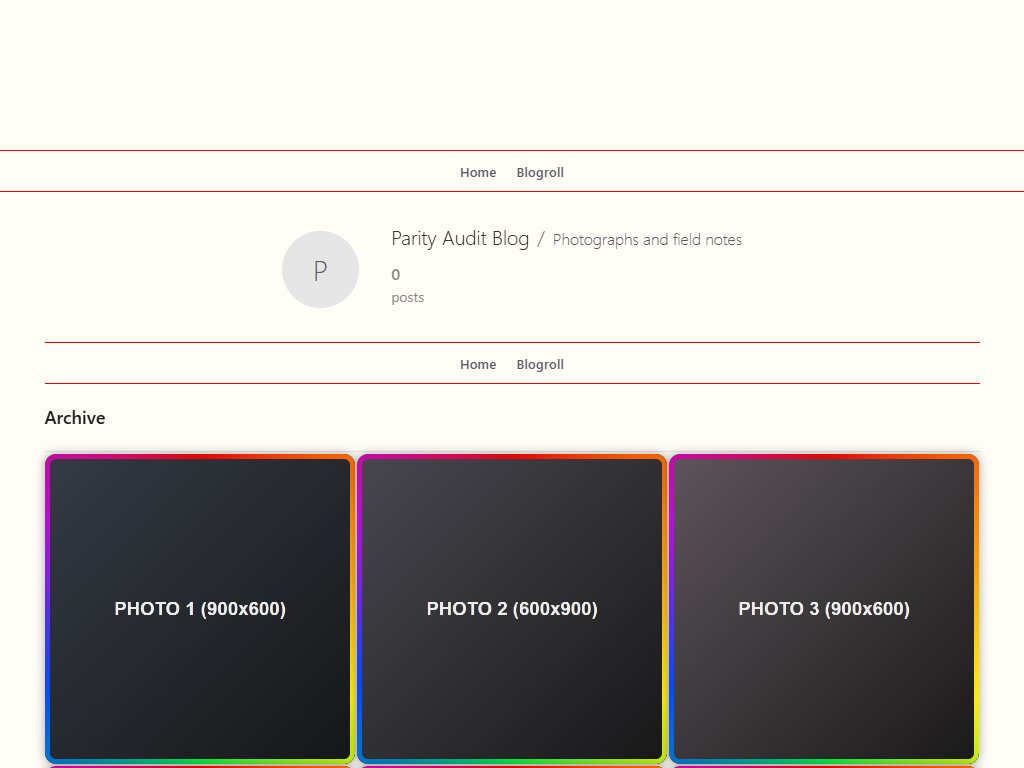 Home Blogroll
P
Parity Audit Blog / Photographs and field notes
0
posts
Home Blogroll
Archive
PHOTO 1 (900x600) PHOTO 2 (600x900) PHOTO 3 (900x600)